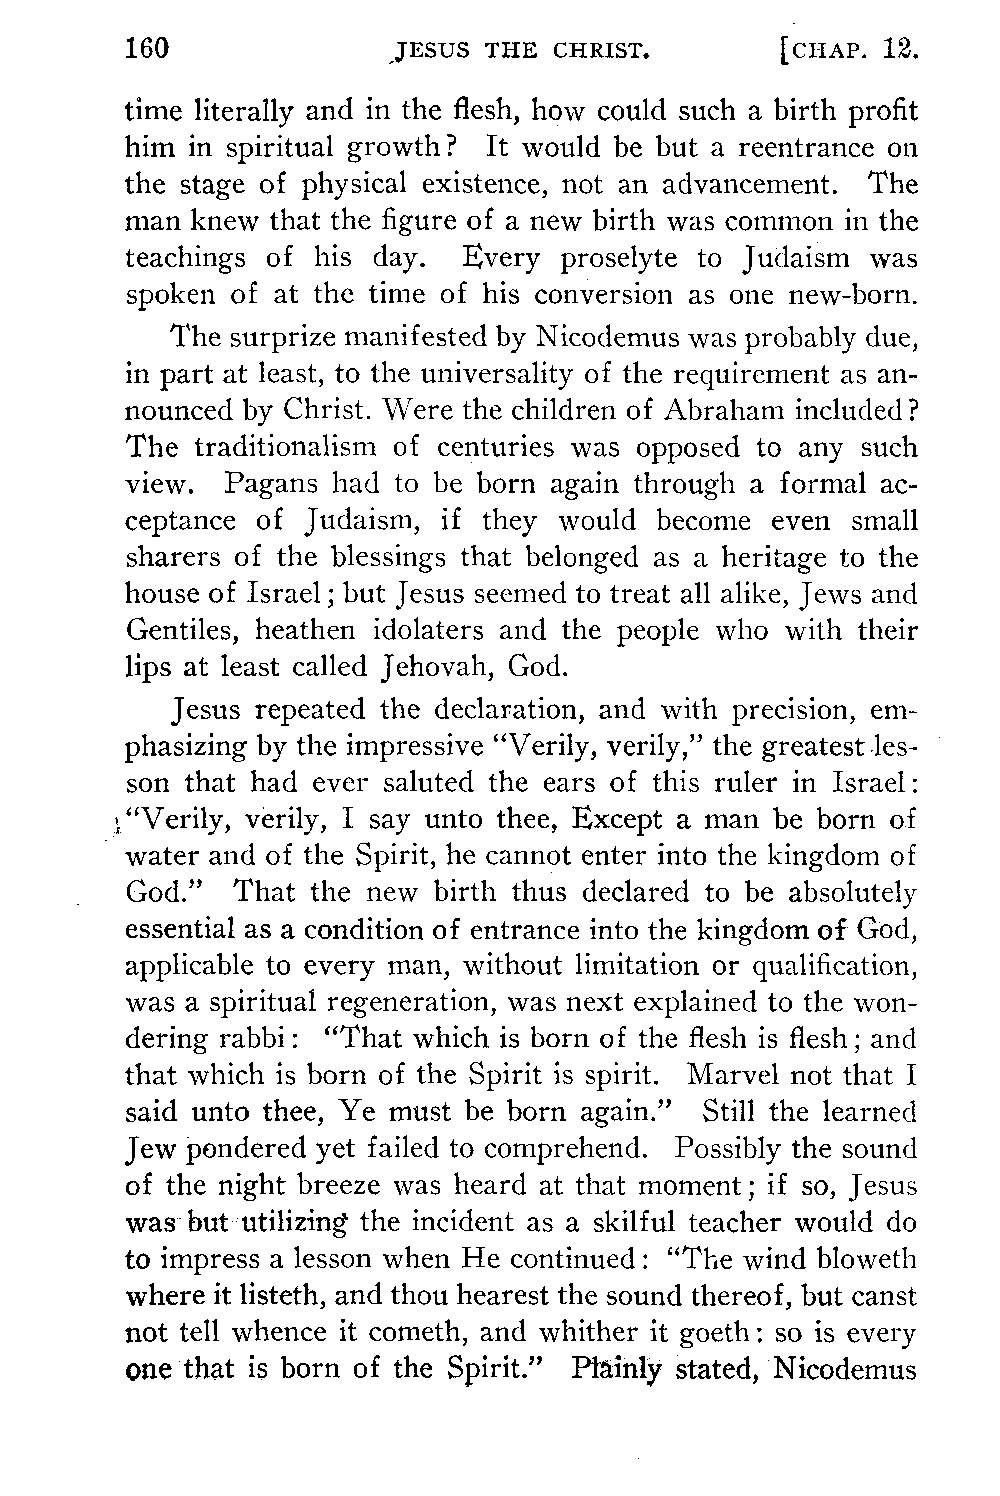 160 JESUS THE CHRIST. [CHAP. 12.
time literally and in the flesh, how could such a birth profit
him in spiritual growth? It would be but a reentrance on
the stage of physical existence, not an advancement. The
man knew that the figure of a new birth was common in the
teachings of his day. Every proselyte to Judaism was
spoken of at the time of his conversion as one new-born.
The surprize manifested by Nicodemus was probably due,
in part at least, to the universality of the requirement as an-
nounced by Christ. Were the children of Abraham included?
The traditionalism of centuries was opposed to any such
view. Pagans had to be born again through a formal ac-
ceptance of Judaism, if they would become even small
sharers of the blessings that belonged as a heritage to the
house of Israel; but Jesus seemed to treat all alike, Jews and
Gentiles, heathen idolaters and the people who with their
lips at least called Jehovah, God.
Jesus repeated the declaration, and with precision, em-
phasizing by the impressive “Verily, verily,” the greatest les-
son that had ever saluted the ears of this ruler in Israel:
“Verily, verily, I say unto thee, Except a man be born of
water and of the Spirit, he cannot enter into the kingdom of
God.” That the new birth thus declared to be absolutely
essential as a condition of entrance into the kingdom of God,
applicable to every man, without limitation or qualification,
was a spiritual regeneration, was next explained to the won-
dering rabbi: “That which is born of the flesh is flesh; and
that which is born of the Spirit is spirit. Marvel not that I
said unto thee, Ye must be born again.” Still the learned
Jew pondered yet failed to comprehend. Possibly the sound
of the night breeze was heard at that moment; if so, Jesus
was but utilizing the incident as a skilful teacher would do
to impress a lesson when He continued: “The wind bloweth
where it listeth, and thou hearest the sound thereof, but canst
not tell whence it cometh, and whither it goeth: so is every
one that is born of the Spirit.” Plainly stated, Nicodemus